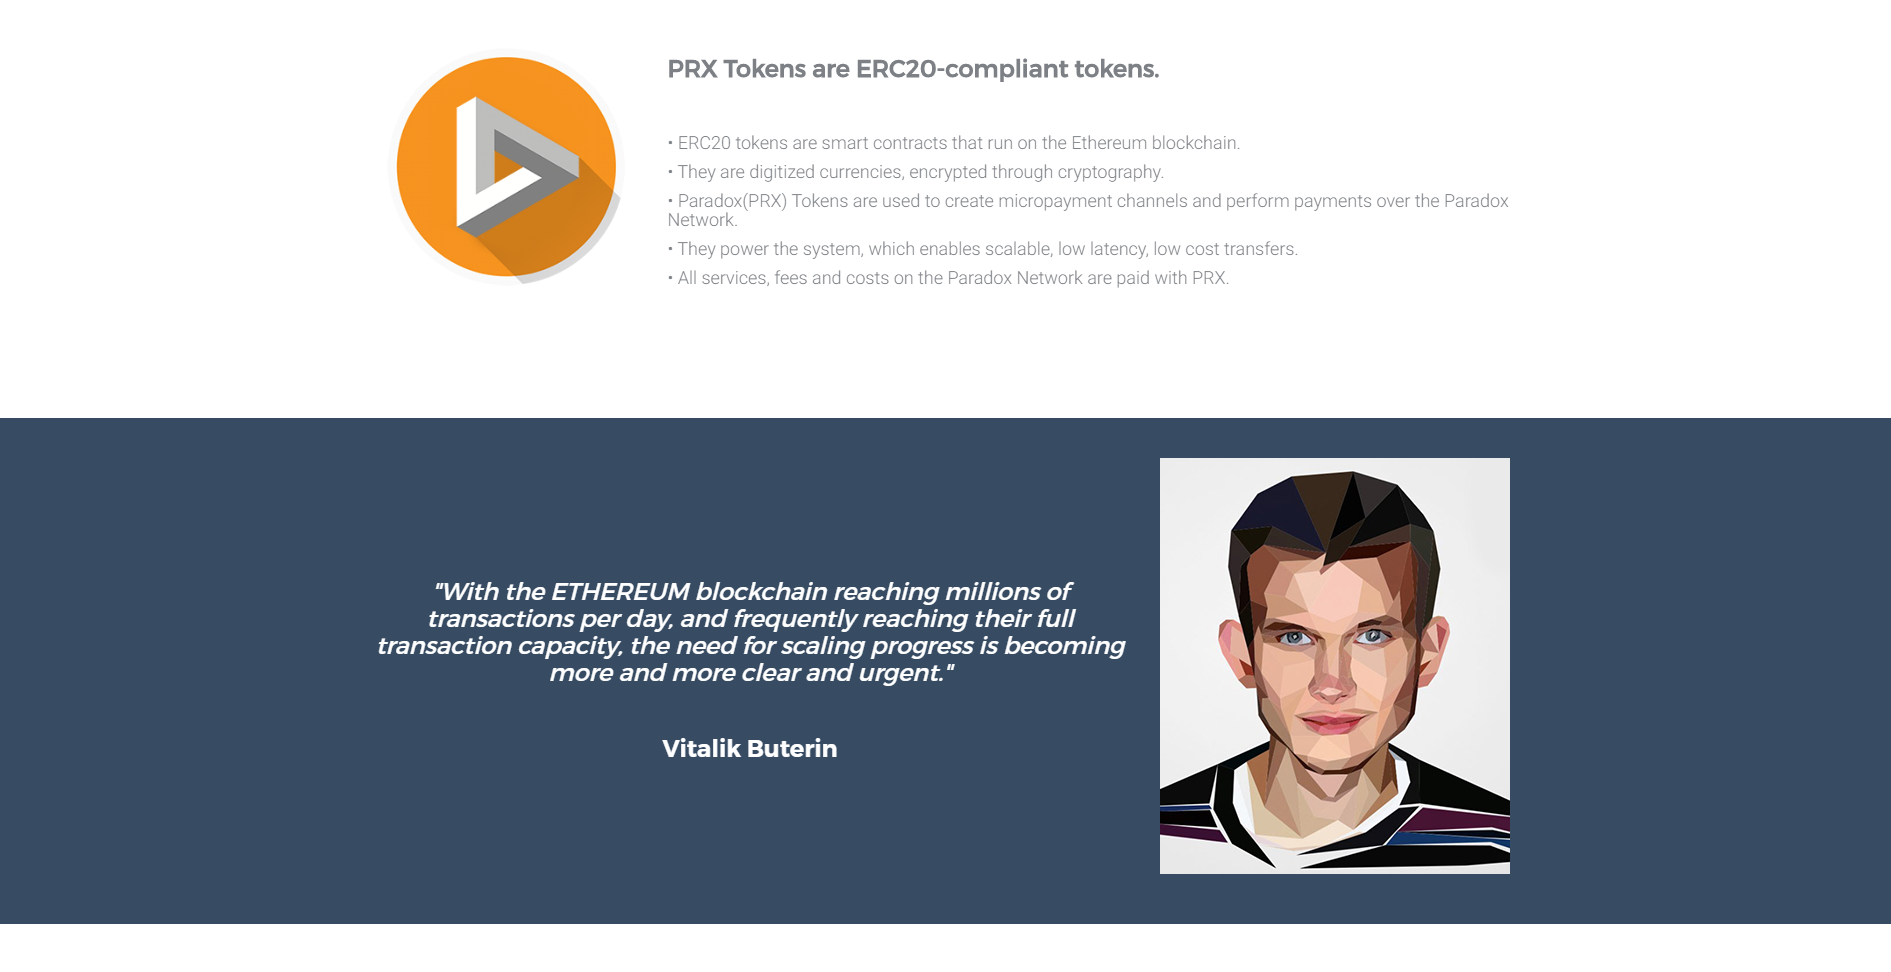 PRX Tokens are ERC20-compliant tokens.
• ERC20 tokens are smart contracts that run on the Ethereum blockchain.
• They are digitized currencies, encrypted through cryptography.
• Paradox(PRX) Tokens are used to create micropayment channels and perform payments over the Paradox
Network.
• They power the system, which enables scalable, low latency, low cost transfers.
• All services, fees and costs on the Paradox Network are paid with PRX.
"With the ETHEREUM blockchain reaching millions of
transactions per day, and frequently reaching their full
transaction capacity, the need for scaling progress is becoming
more and more clear and urgent."
Vitalik Buterin